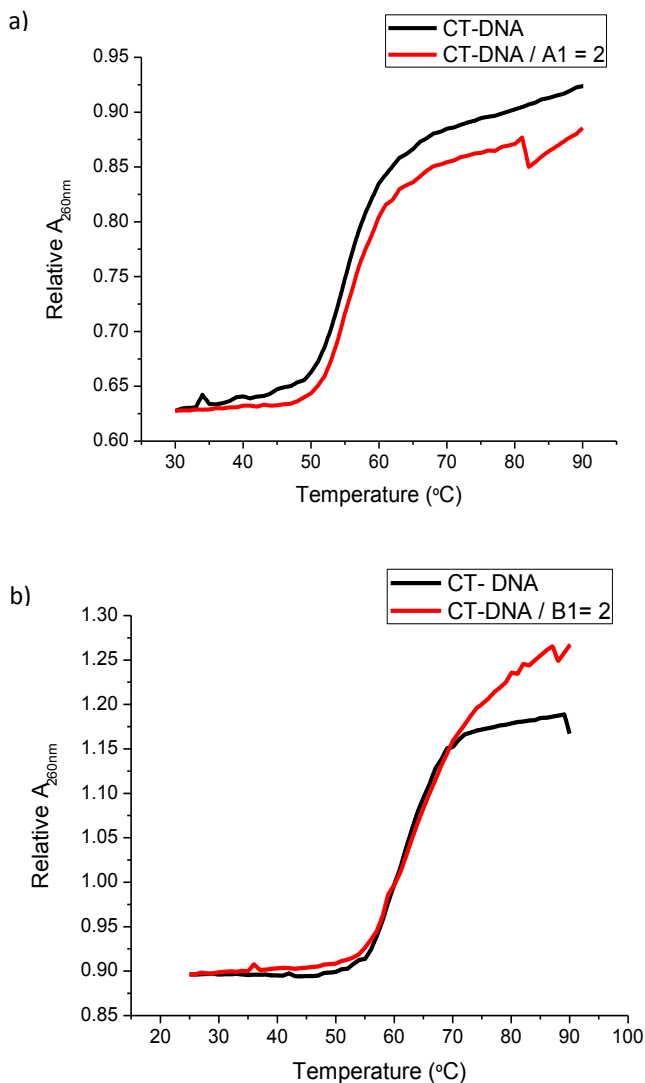 a)
CT-DNA
CT-DNA / A1 = 2
0.95
0.90
0.85
0.80
0.75
0.70
0.65
0.60
Relative A260nm
30 40 50 60 70 80 90
Temperature (°C)
b)
CT- DNA
CT-DNA / B1= 2
1.30
1.25
1.20
1.15
1.10
1.05
1.00
0.95
0.90
0.85
Relative A260nm
20 30 40 50 60 70 80 90 100
Temperature (°C)